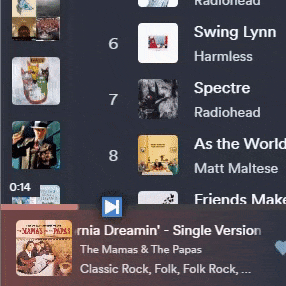 Radiohead
6 Swing Lynn
Harmless
7 Spectre
Radiohead
8 As the World
Matt Maltese
Friends Make
0:14
rnia Dreamin' - Single Version
The Mamas & The Papas
Classic Rock, Folk, Folk Rock, ...